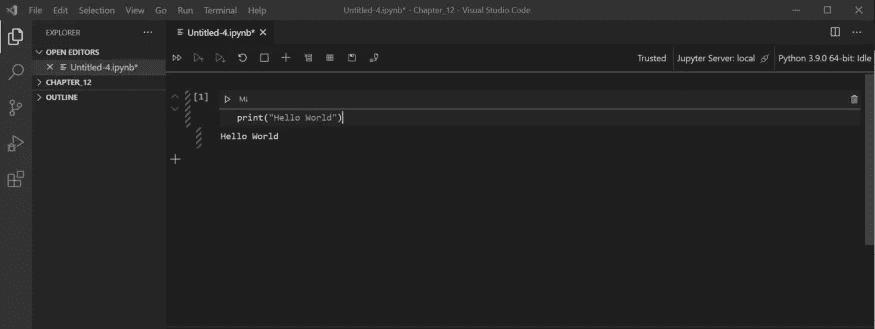 File Edit Selection View Go Run Terminal Help
Untitled-4.ipynb* - Chapter_12 - Visual Studio Code
EXPLORER
Untitled-4.ipynb*
OPEN EDITORS
Untitled-4.ipynb*
CHAPTER_12
OUTLINE
Trusted
Jupyter Server: local
Python 3.9.0 64-bit: Idle
[1]
M↓
print("Hello World")
Hello World